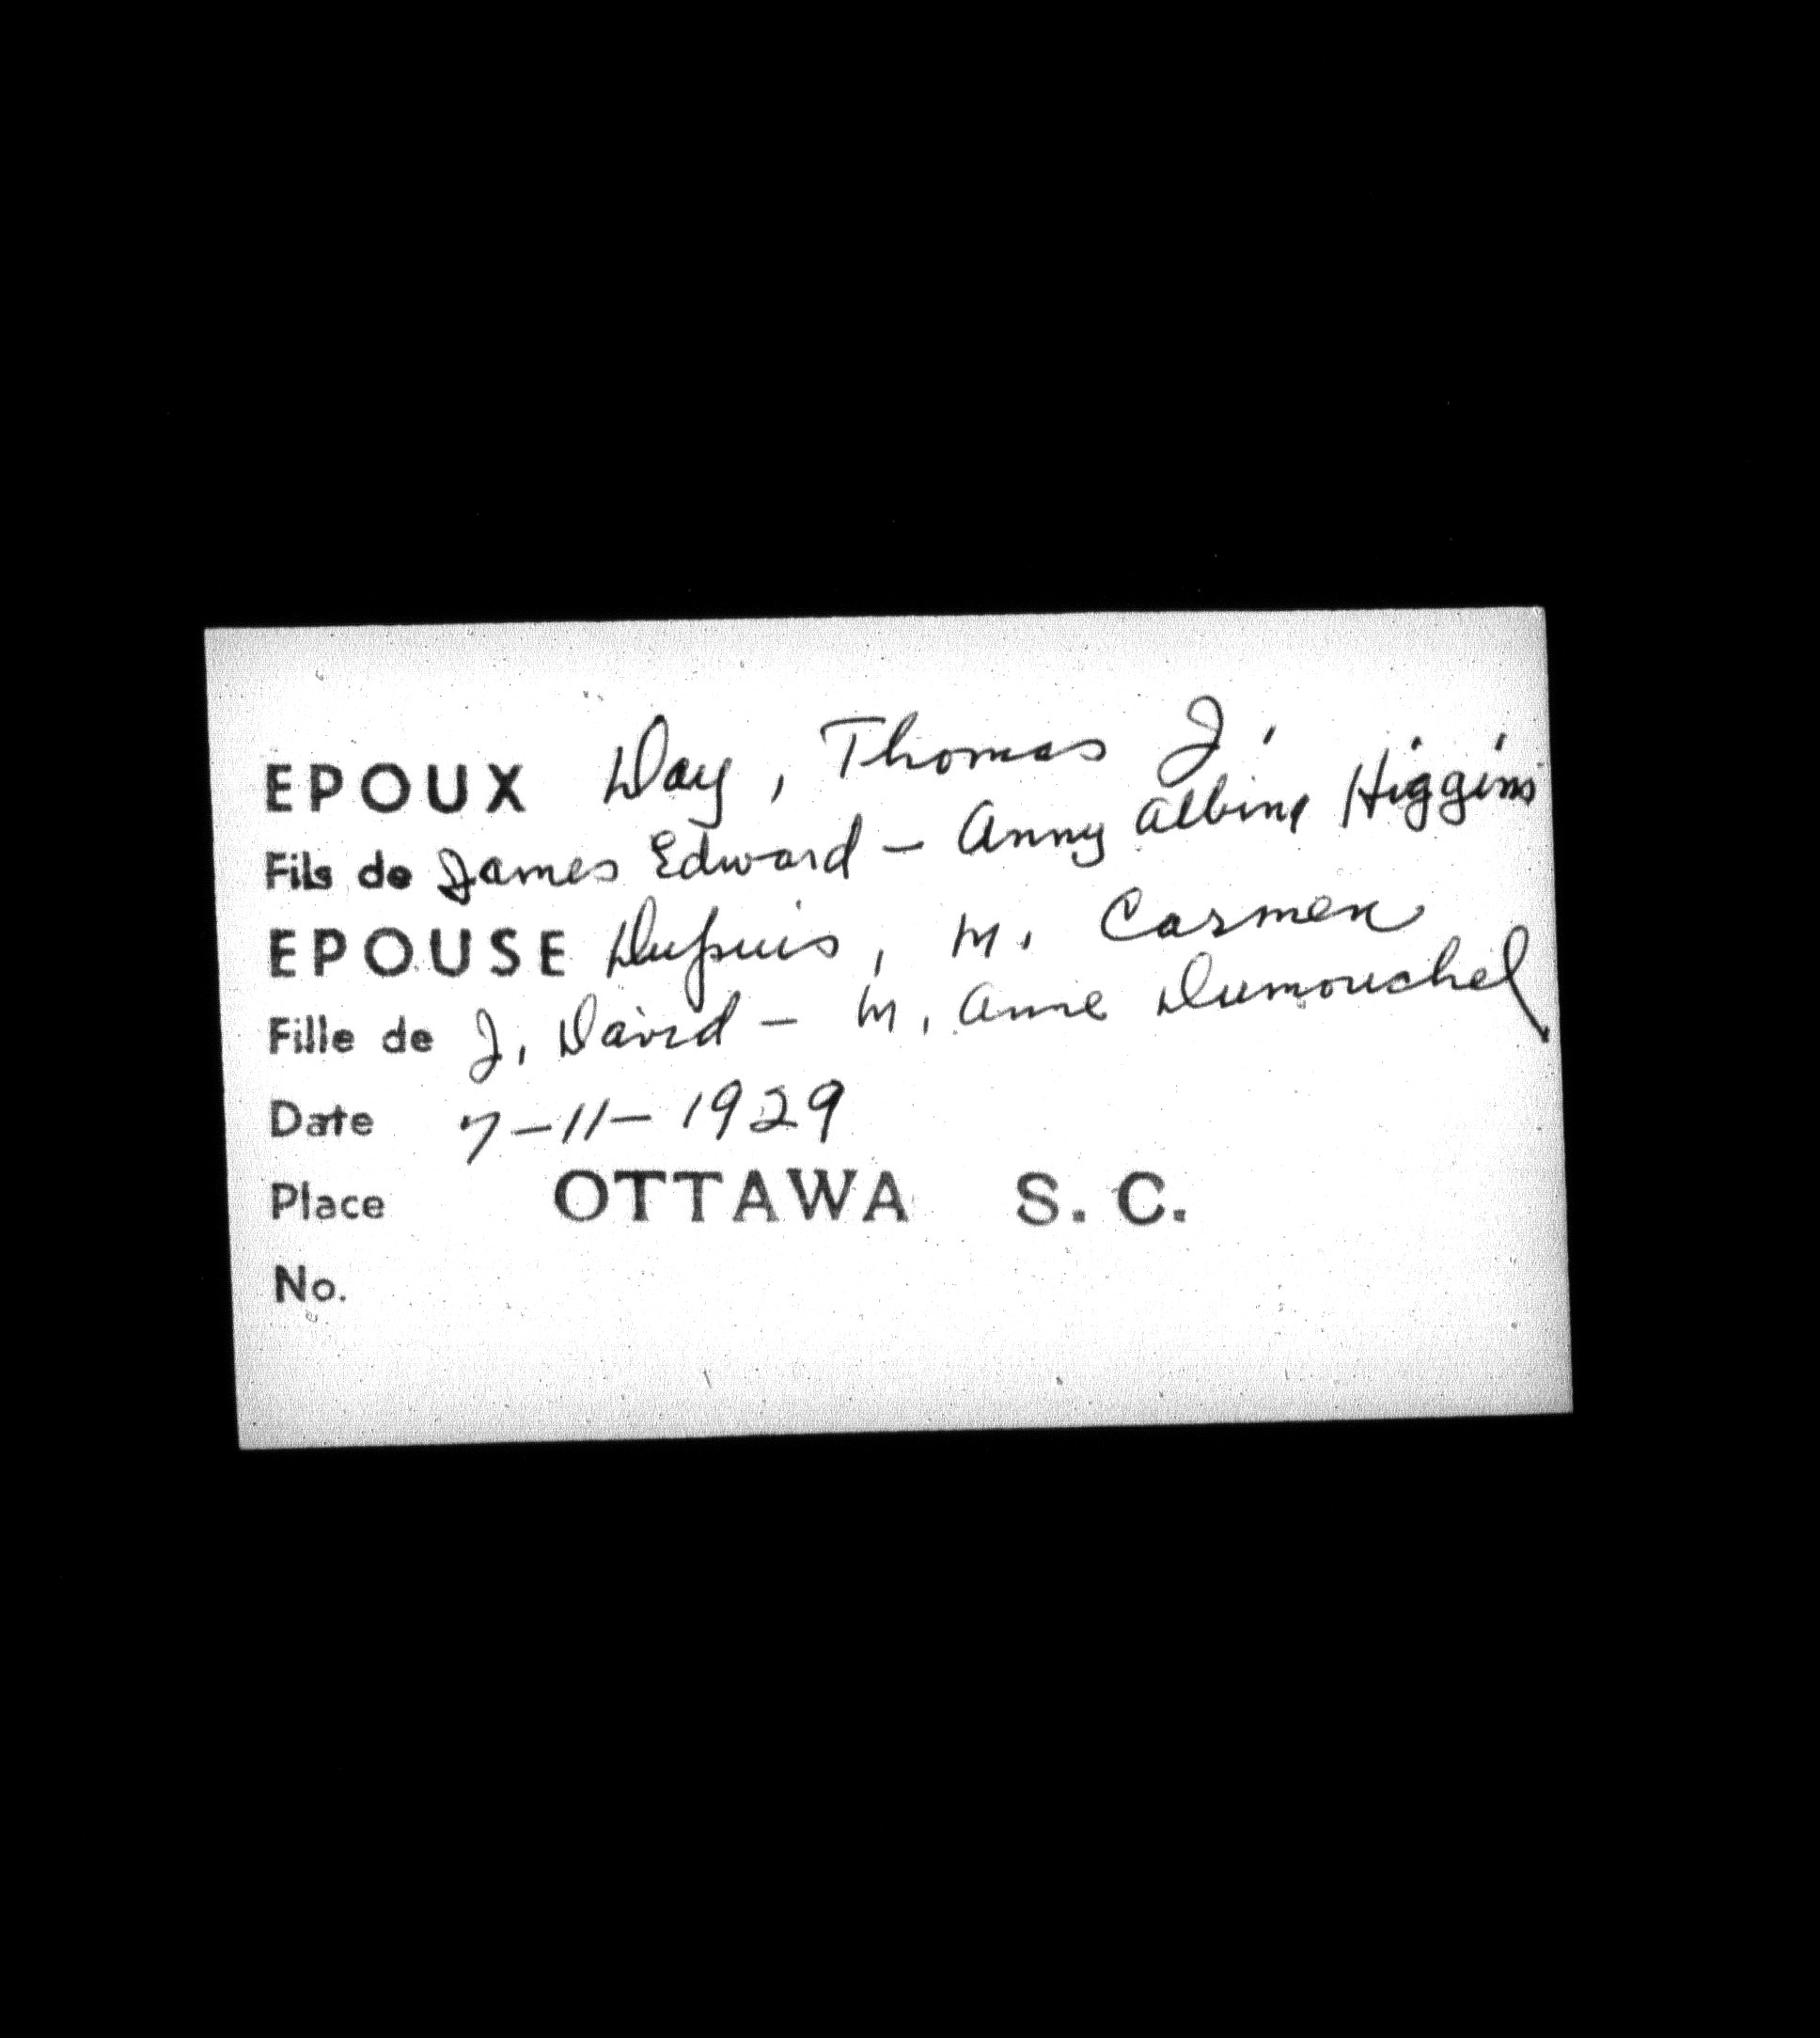 EPOUX Day, Thomas J.
Fils de James Edward - Anny Albine Higgins
EPOUSE Dupuis, M. Carmen
Fille de J. David - M. Anne Dumouchel
Date 7-11-1929
Place OTTAWA S. C.
No.